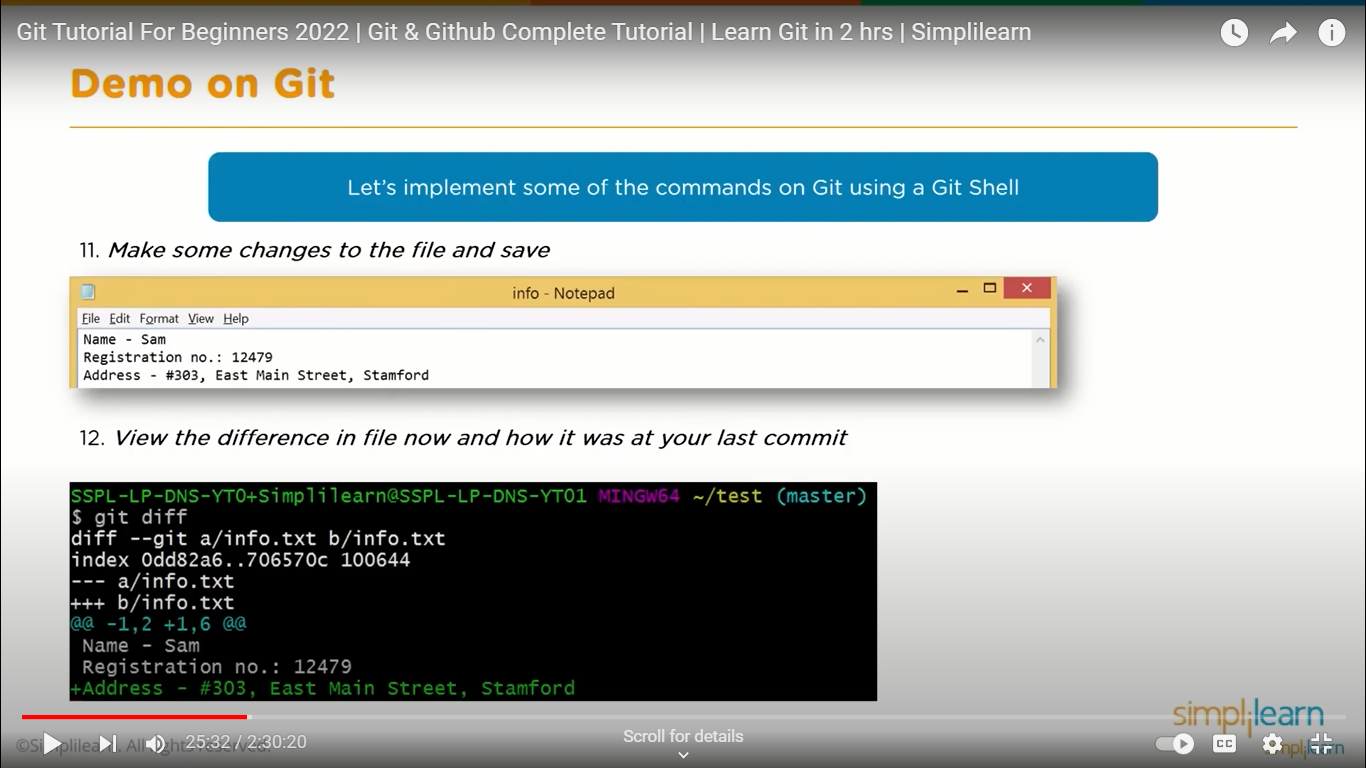 Git Tutorial For Beginners 2022 | Git & Github Complete Tutorial | Learn Git in 2 hrs | Simplilearn
Demo on Git
Let's implement some of the commands on Git using a Git Shell
11. Make some changes to the file and save
info - Notepad
File Edit Format View Help
Name - Sam
Registration no.: 12479
Address - #303, East Main Street, Stamford
12. View the difference in file now and how it was at your last commit
SSPL-LP-DNS-YT0+Simplilearn@SSPL-LP-DNS-YT01 MINGW64 ~/test (master)
$ git diff
diff --git a/info.txt b/info.txt
index 0dd82a6..706570c 100644
--- a/info.txt
+++ b/info.txt
@@ -1,2 +1,6 @@
 Name - Sam
 Registration no.: 12479
+Address - #303, East Main Street, Stamford
simplilearn
Scroll for details
25:32 / 2:30:20
CC